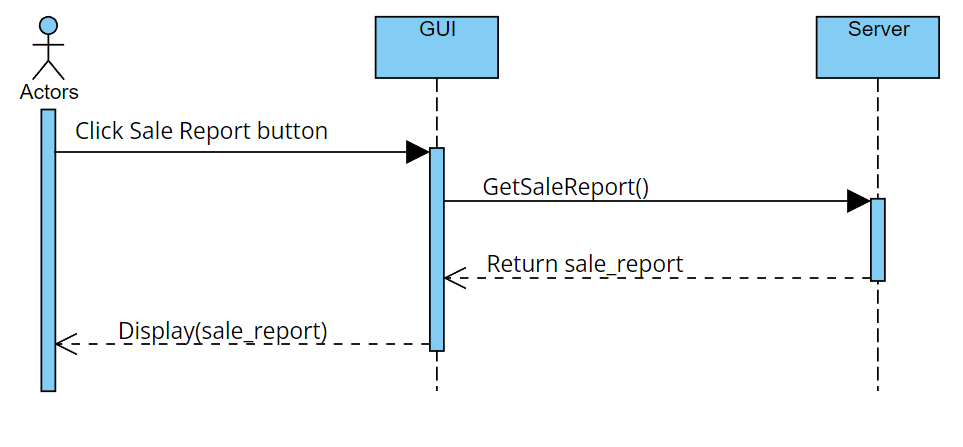 GUI
Server
Actors
Click Sale Report button
GetSaleReport()
Return sale_report
Display(sale_report)